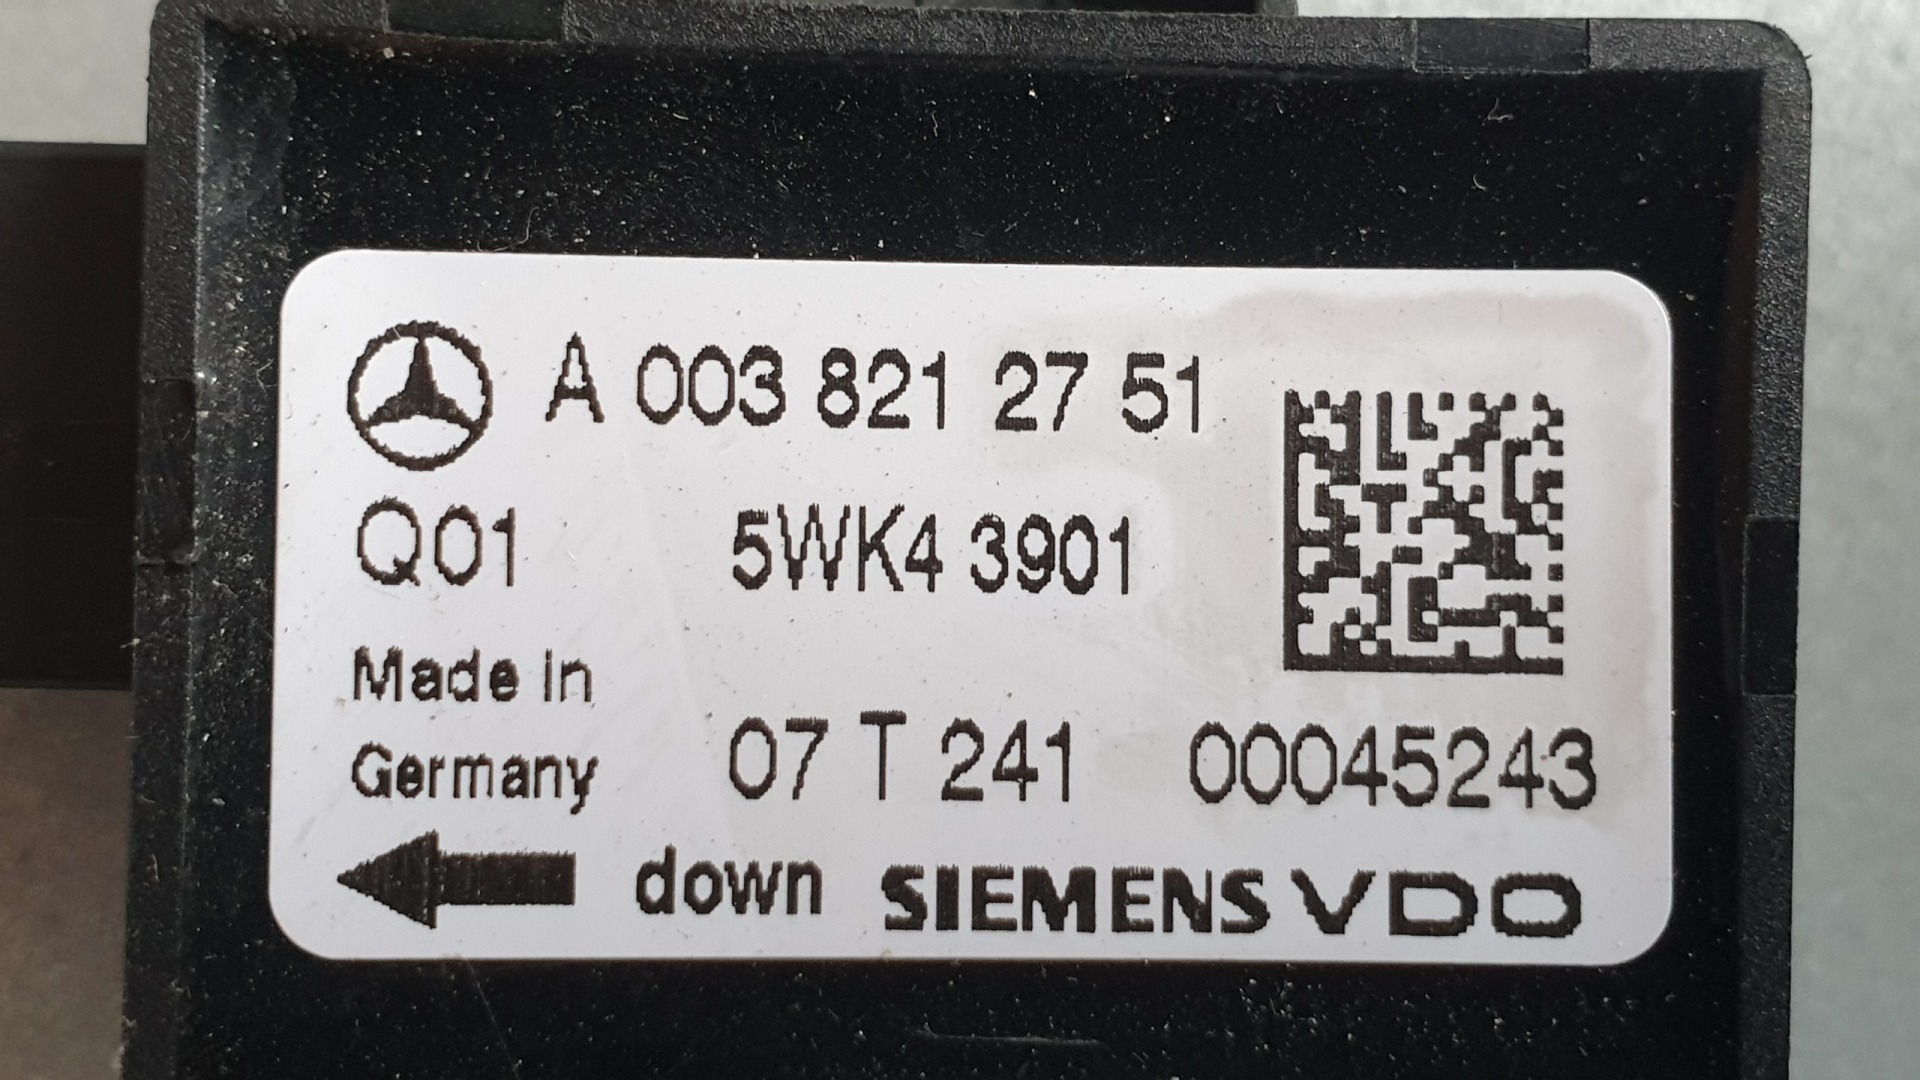 A 003 821 27 51
Q01 5WK4 3901
Made in
Germany
07 T 241 00045243
down SIEMENS VDO